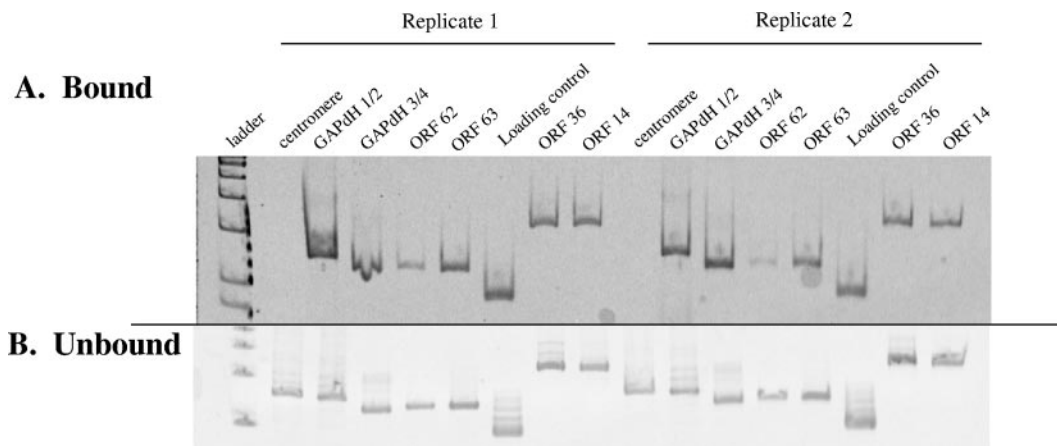 Replicate 1
Replicate 2
A. Bound
ladder
centromere
GAPdH 1/2
GAPdH 3/4
ORF 62
ORF 63
Loading control
ORF 36
ORF 14
centromere
GAPdH 1/2
GAPdH 3/4
ORF 62
ORF 63
Loading control
ORF 36
ORF 14
B. Unbound